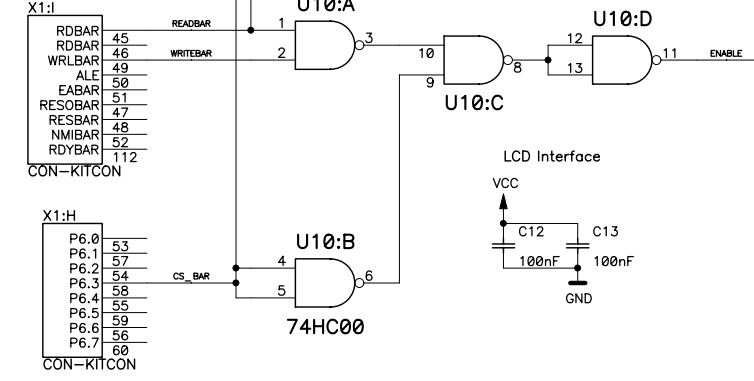 X1:I
U10:A
U10:D
RDBAR
READBAR
1
3
12
11
ENABLE
RDBAR
45
WRLBAR
46
WRITEBAR
2
10
8
13
ALE
49
9
EABAR
50
RESOBAR
51
U10:C
RESBAR
47
NMIBAR
48
RDYBAR
52
112
CON-KITCON
LCD Interface
VCC
X1:H
P6.0
U10:B
C12
C13
P6.1
53
P6.2
57
4
100nF
100nF
P6.3
54
CS_BAR
6
P6.4
58
5
GND
P6.5
55
P6.6
59
74HC00
P6.7
56
60
CON-KITCON